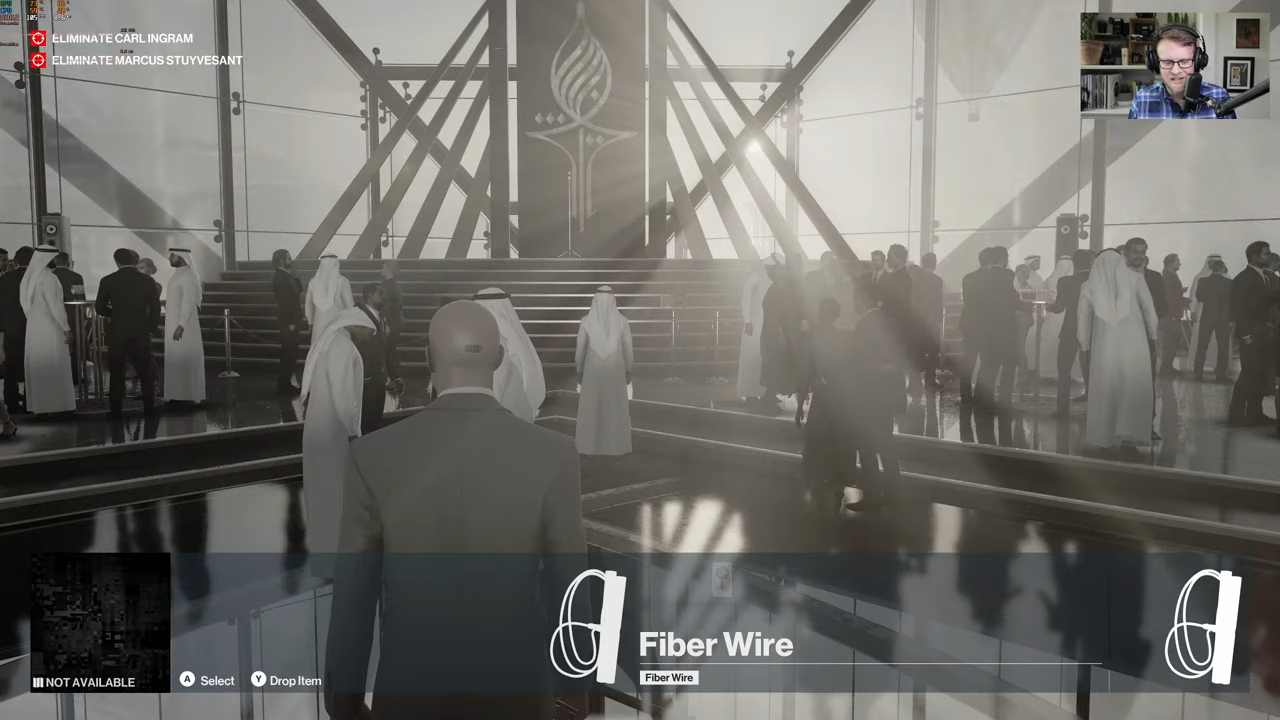 ELIMINATE CARL INGRAM
ELIMINATE MARCUS STUYVESANT
NOT AVAILABLE
A Select
Y Drop Item
Fiber Wire
Fiber Wire